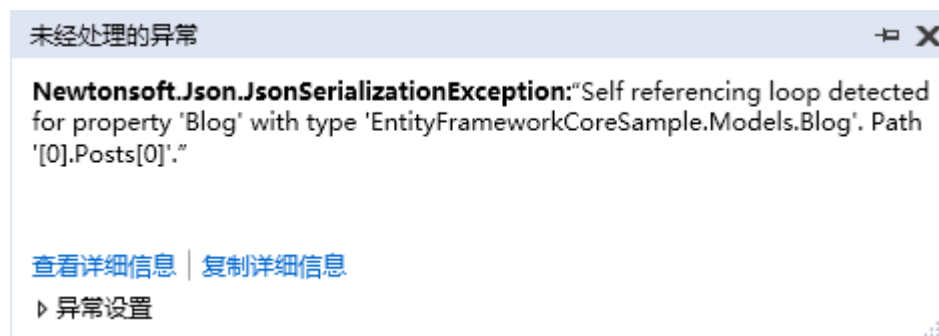 未经处理的异常
Newtonsoft.Json.JsonSerializationException:“Self referencing loop detected
for property 'Blog' with type 'EntityFrameworkCoreSample.Models.Blog'. Path
'[0].Posts[0]'.”
查看详细信息 | 复制详细信息
异常设置